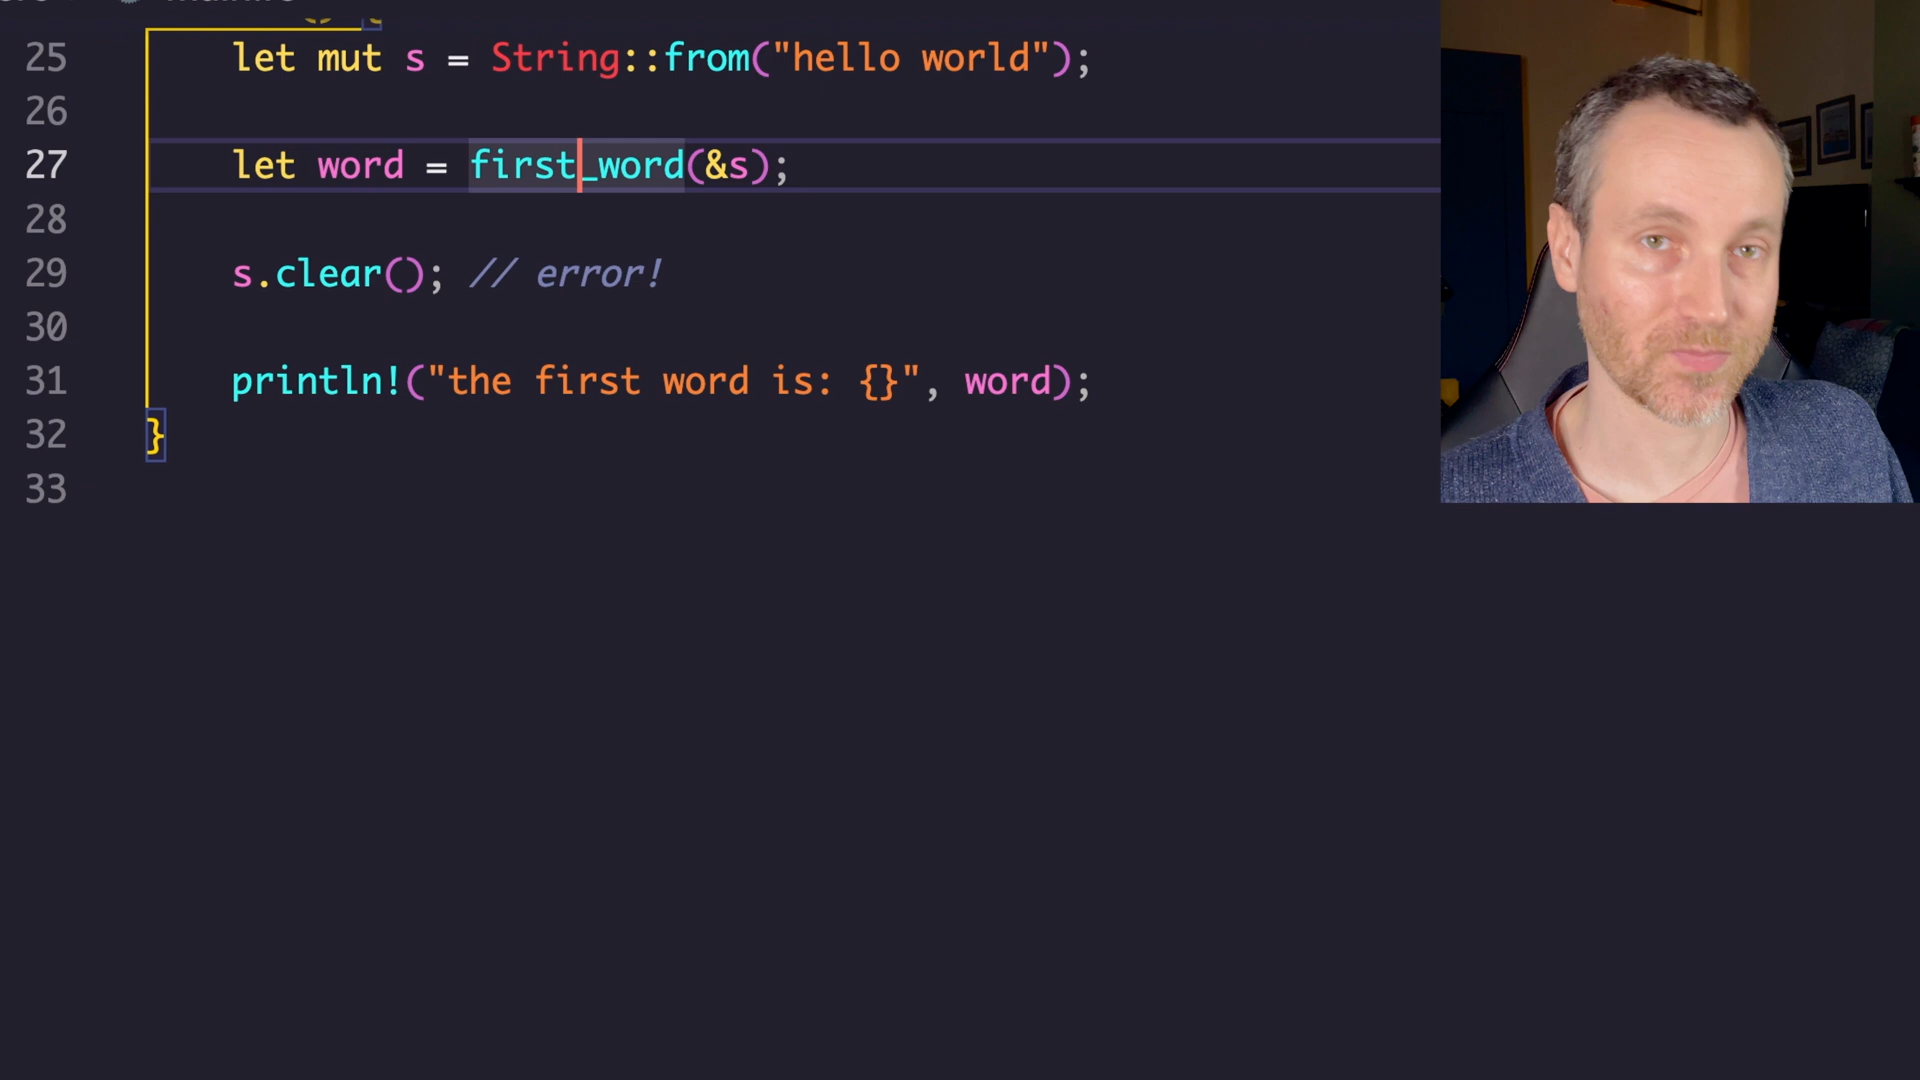 25 let mut s = String::from("hello world");
26
27 let word = first_word(&s);
28
29 s.clear(); // error!
30
31 println!("the first word is: {}", word);
32 }
33